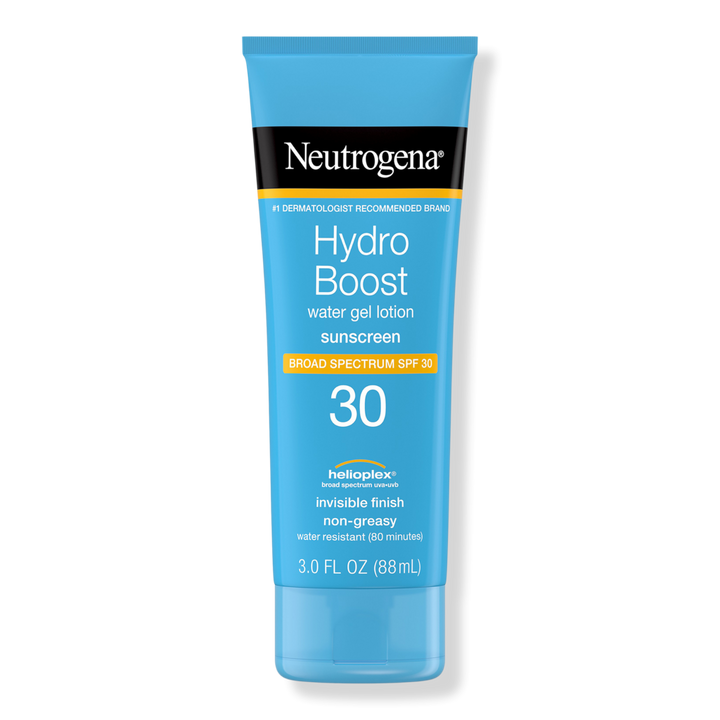 Neutrogena®
#1 DERMATOLOGIST RECOMMENDED BRAND
Hydro
Boost
water gel lotion
sunscreen
BROAD SPECTRUM SPF 30
30
helioplex®
broad spectrum uva•uvb
invisible finish
non-greasy
water resistant (80 minutes)
3.0 FL OZ (88mL)